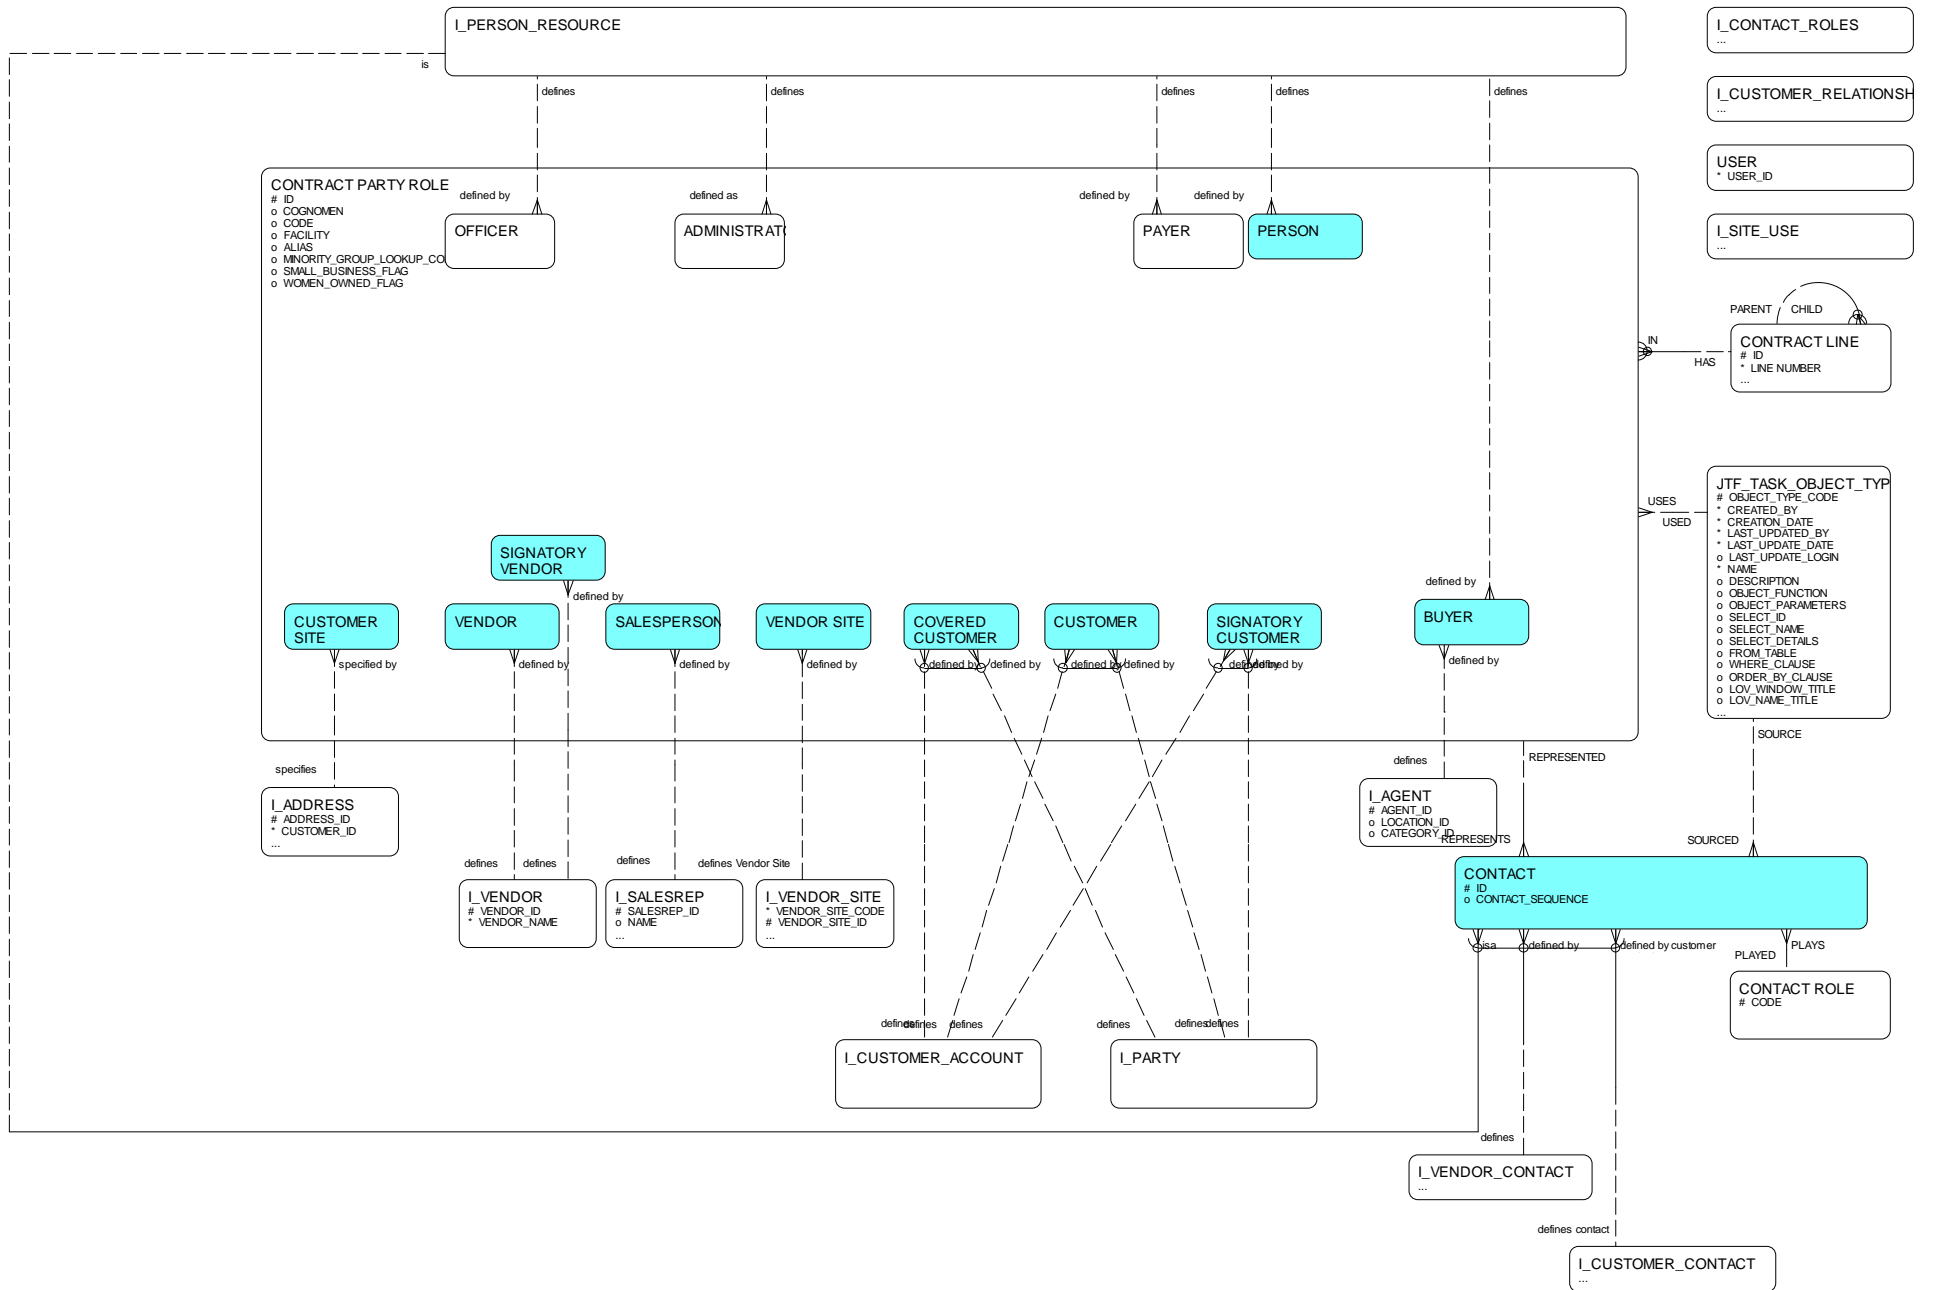 I_PERSON_RESOURCE
is
defines
defines
defines
defines
defines
I_CONTACT_ROLES
...
I_CUSTOMER_RELATIONSH
...
USER
* USER_ID
I_SITE_USE
...
CONTRACT PARTY ROLE
# ID
o COGNOMEN
o CODE
o FACILITY
o ALIAS
o MINORITY_GROUP_LOOKUP_CO
o SMALL_BUSINESS_FLAG
o WOMEN_OWNED_FLAG
defined by
OFFICER
defined as
ADMINISTRATO
defined by
PAYER
defined by
PERSON
PARENT
CHILD
CONTRACT LINE
# ID
* LINE NUMBER
...
IN
HAS
JTF_TASK_OBJECT_TYP
# OBJECT_TYPE_CODE
* CREATED_BY
* CREATION_DATE
* LAST_UPDATED_BY
* LAST_UPDATE_DATE
o LAST_UPDATE_LOGIN
* NAME
o DESCRIPTION
o OBJECT_FUNCTION
o OBJECT_PARAMETERS
o SELECT_ID
o SELECT_NAME
o SELECT_DETAILS
o FROM_TABLE
o WHERE_CLAUSE
o ORDER_BY_CLAUSE
o LOV_WINDOW_TITLE
o LOV_NAME_TITLE
...
USES
USED
SIGNATORY
VENDOR
defined by
CUSTOMER
SITE
specified by
VENDOR
defined by
SALESPERSON
defined by
VENDOR SITE
defined by
COVERED
CUSTOMER
defined by
defined by
CUSTOMER
defined by
defined by
SIGNATORY
CUSTOMER
defined by
defined by
defined by
BUYER
defined by
REPRESENTED
SOURCE
specifies
I_ADDRESS
# ADDRESS_ID
* CUSTOMER_ID
...
defines
I_AGENT
# AGENT_ID
o LOCATION_ID
o CATEGORY_ID
REPRESENTS
SOURCED
defines
defines
I_VENDOR
# VENDOR_ID
* VENDOR_NAME
defines
I_SALESREP
# SALESREP_ID
o NAME
...
defines Vendor Site
I_VENDOR_SITE
* VENDOR_SITE_CODE
# VENDOR_SITE_ID
...
CONTACT
# ID
o CONTACT_SEQUENCE
isa
defined by
defined by customer
PLAYS
PLAYED
CONTACT ROLE
# CODE
defines
defines
defines
I_CUSTOMER_ACCOUNT
defines
defines
defines
I_PARTY
defines
I_VENDOR_CONTACT
...
defines contact
I_CUSTOMER_CONTACT
...